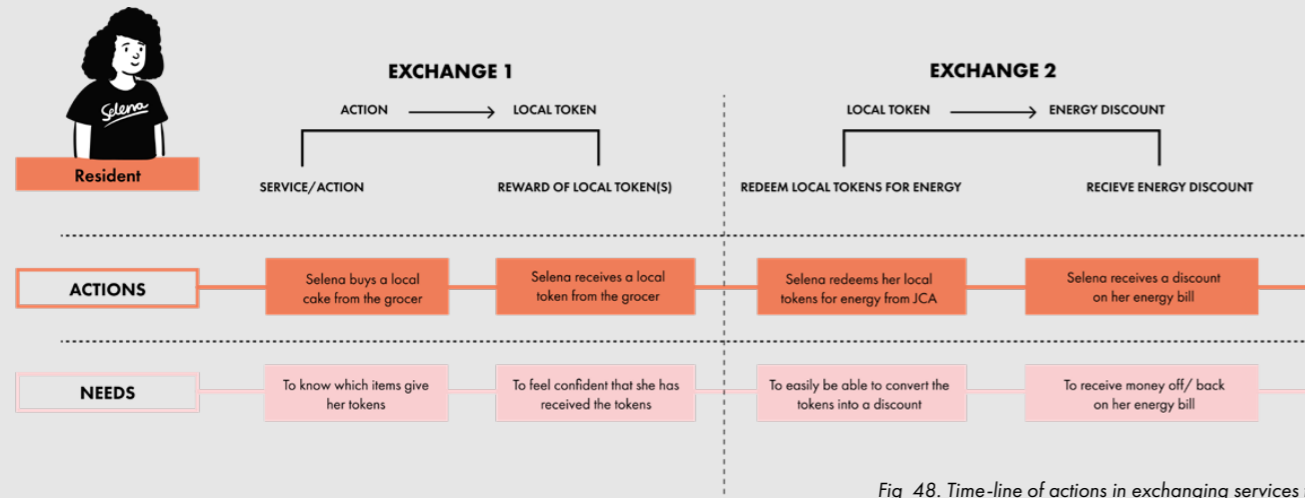 Selena
Resident
EXCHANGE 1
ACTION
LOCAL TOKEN
SERVICE/ACTION
REWARD OF LOCAL TOKEN(S)
EXCHANGE 2
LOCAL TOKEN
ENERGY DISCOUNT
REDEEM LOCAL TOKENS FOR ENERGY
RECIEVE ENERGY DISCOUNT
ACTIONS
Selena buys a local
cake from the grocer
Selena receives a local
token from the grocer
Selena redeems her local
tokens for energy from JCA
Selena receives a discount
on her energy bill
NEEDS
To know which items give
her tokens
To feel confident that she has
received the tokens
To easily be able to convert the
tokens into a discount
To receive money off/ back
on her energy bill
Fig 48. Time-line of actions in exchanging services